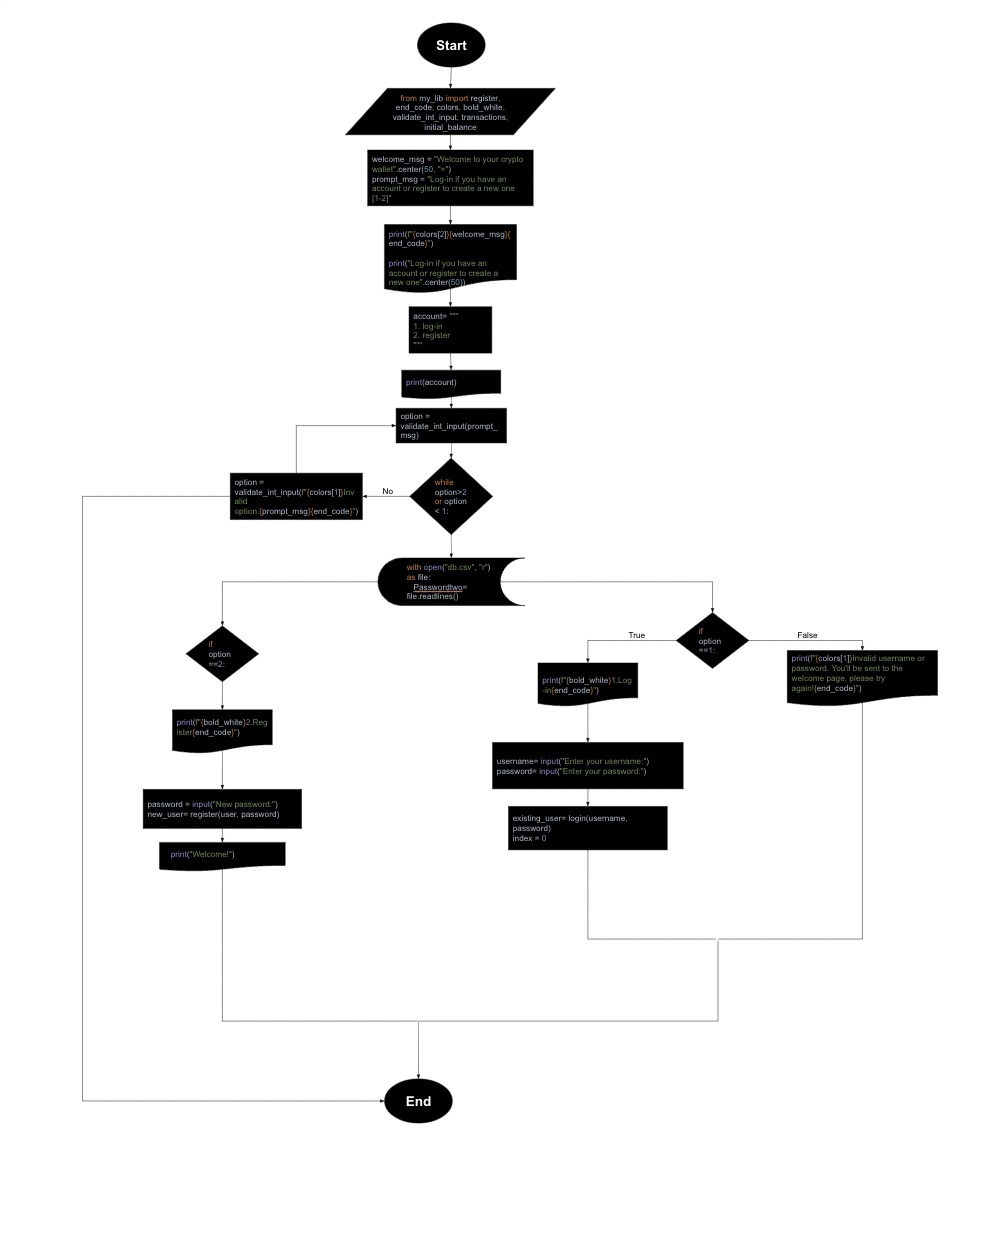 Start
from my_lib import register,
end_code, colors, bold_white,
validate_int_input, transactions,
initial_balance
welcome_msg = "Welcome to your crypto
wallet".center(50, "=")
prompt_msg = "Log-in if you have an
account or register to create a new one
[1-2]"
print(f"{colors[2]}{welcome_msg}{
end_code}")
print("Log-in if you have an
account or register to create a
new one".center(50))
account= """
1. log-in
2. register
"""
print(account)
option =
validate_int_input(prompt_
msg)
option =
validate_int_input(f"{colors[1]}Inv
alid
option.{prompt_msg}{end_code}")
No
while
option>2
or option
< 1:
with open("db.csv", "r")
as file:
Passwordtwo=
file.readlines()
if
option
==2:
True
if
option
==1:
False
print(f"{colors[1]}Invalid username or
password. You'll be sent to the
welcome page, please try
again!{end_code}")
print(f"{bold_white}1.Log
-in{end_code}")
print(f"{bold_white}2.Reg
ister{end_code}")
username= input("Enter your username:")
password= input("Enter your password:")
password = input("New password:")
new_user= register(user, password)
existing_user= login(username,
password)
index = 0
print("Welcome!")
End